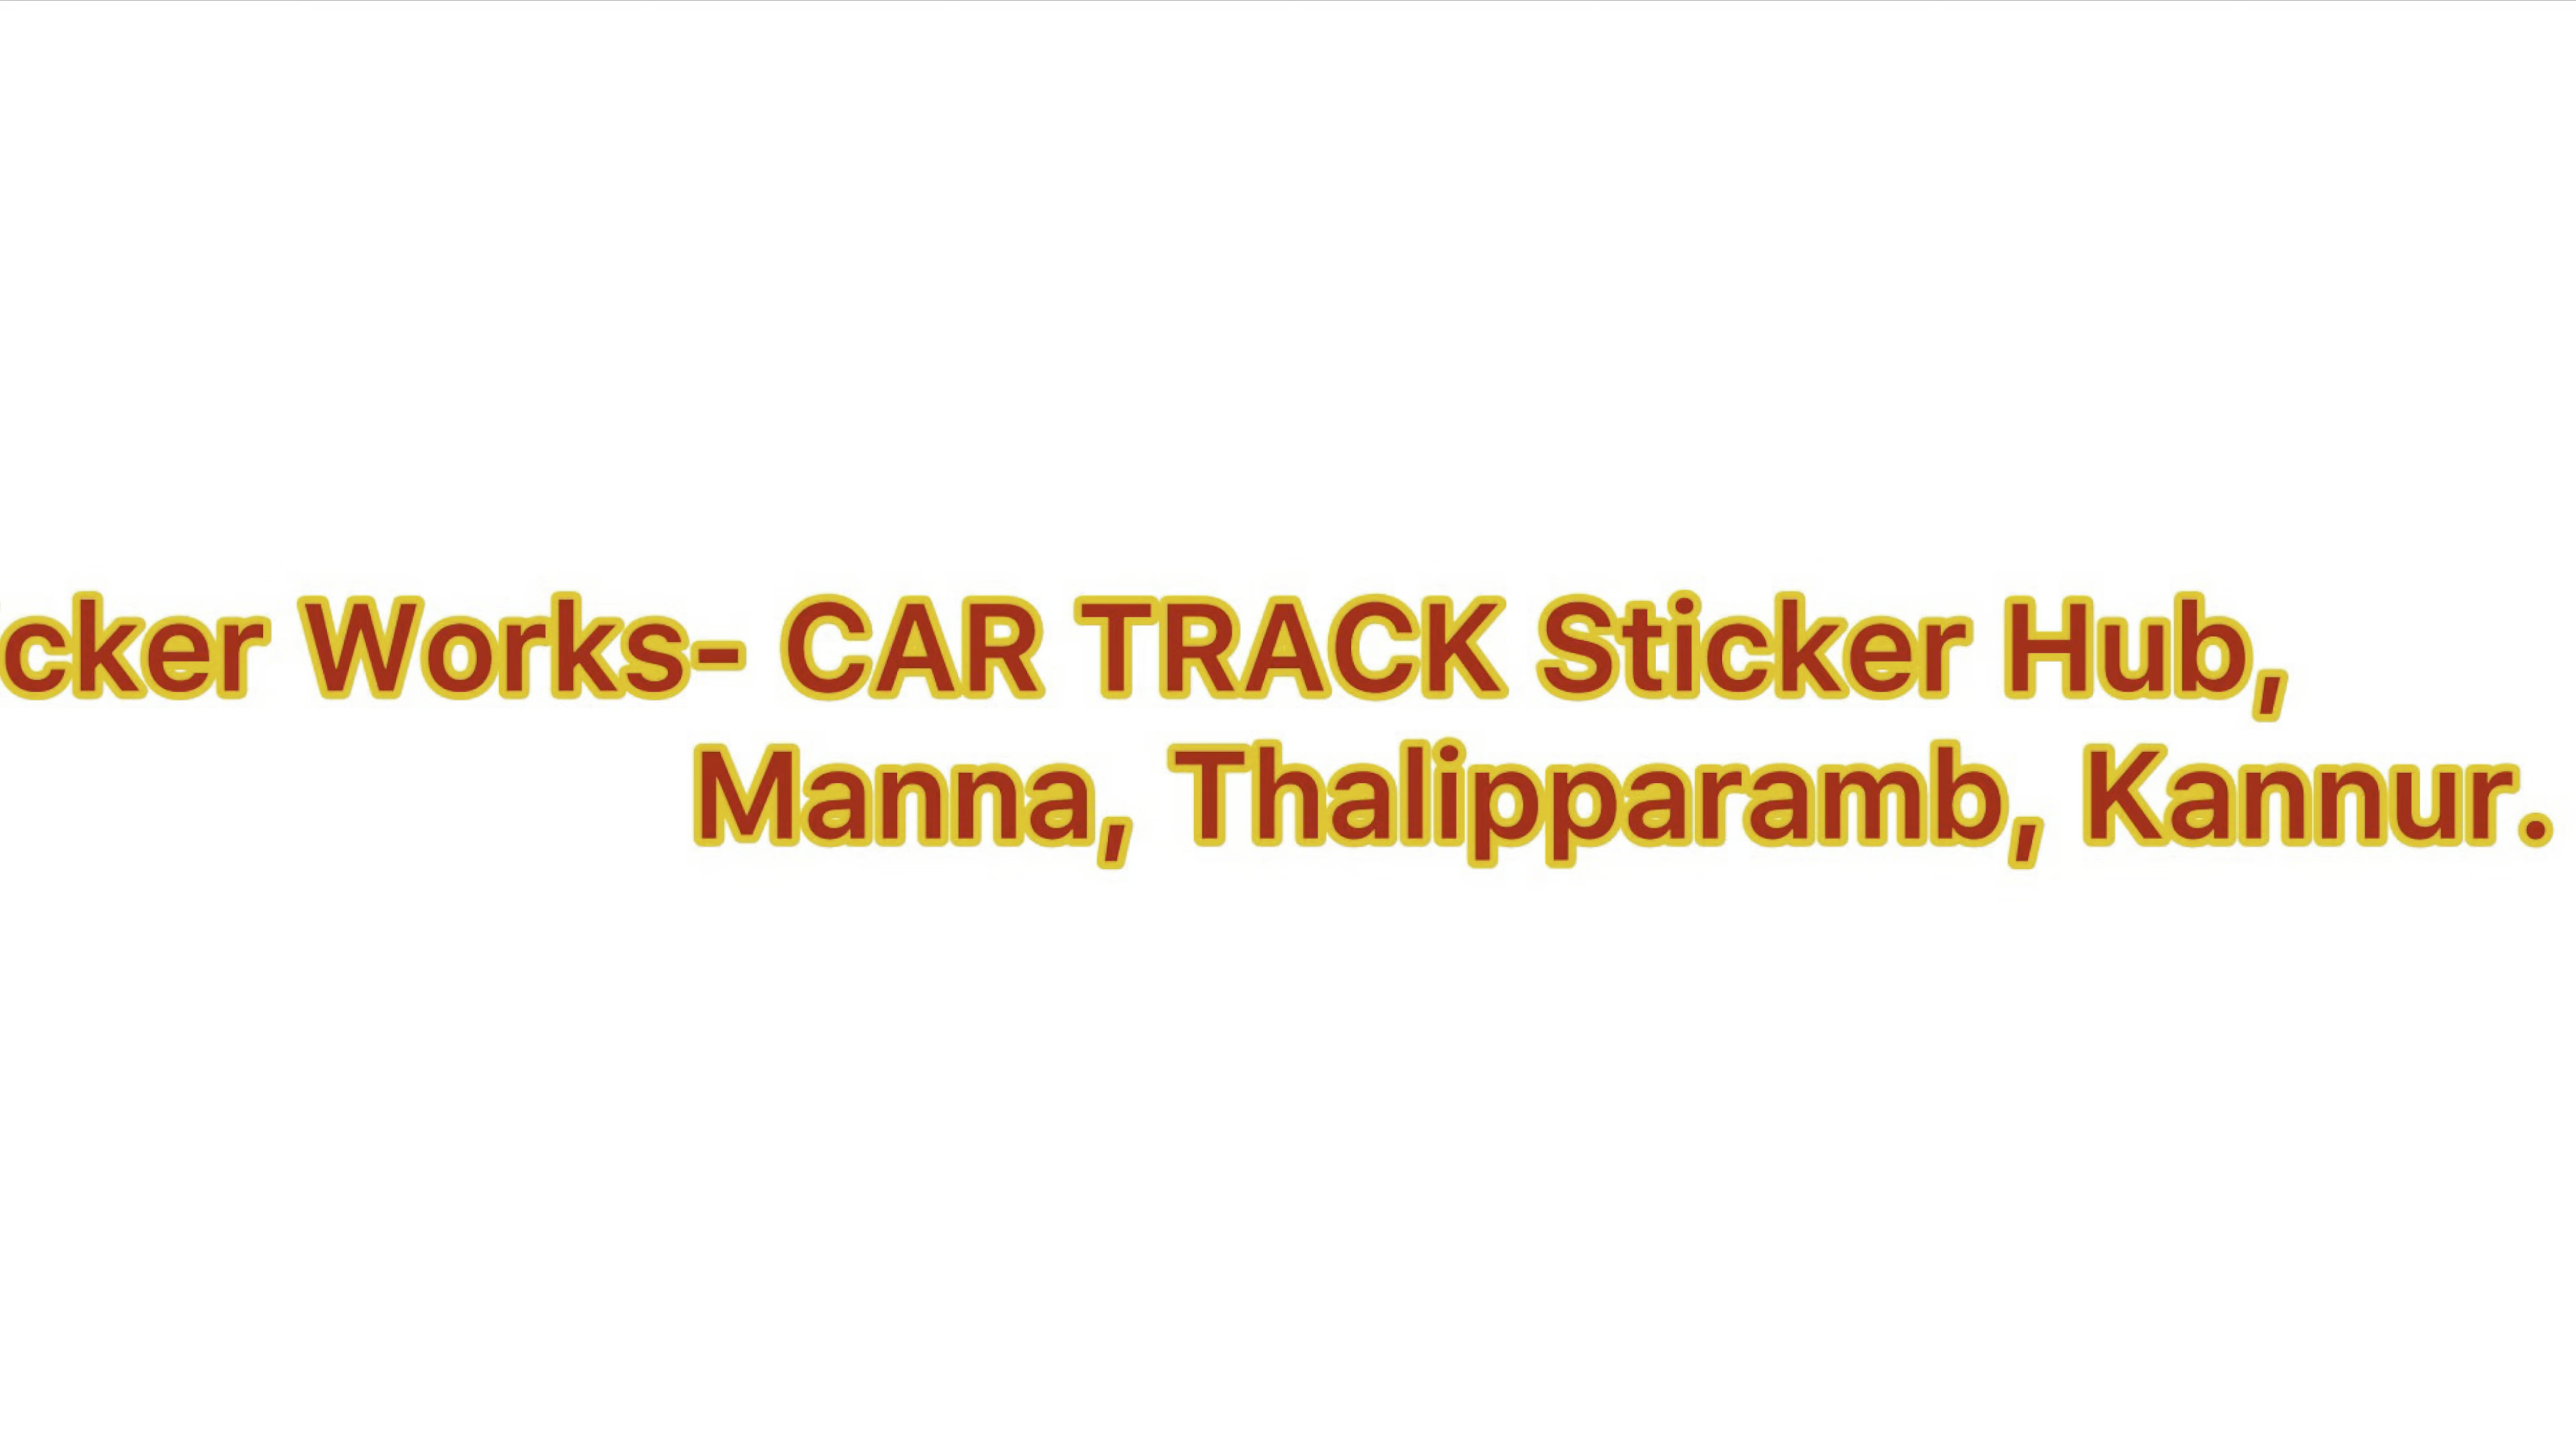 cker Works- CAR TRACK Sticker Hub,
Manna, Thalipparamb, Kannur.